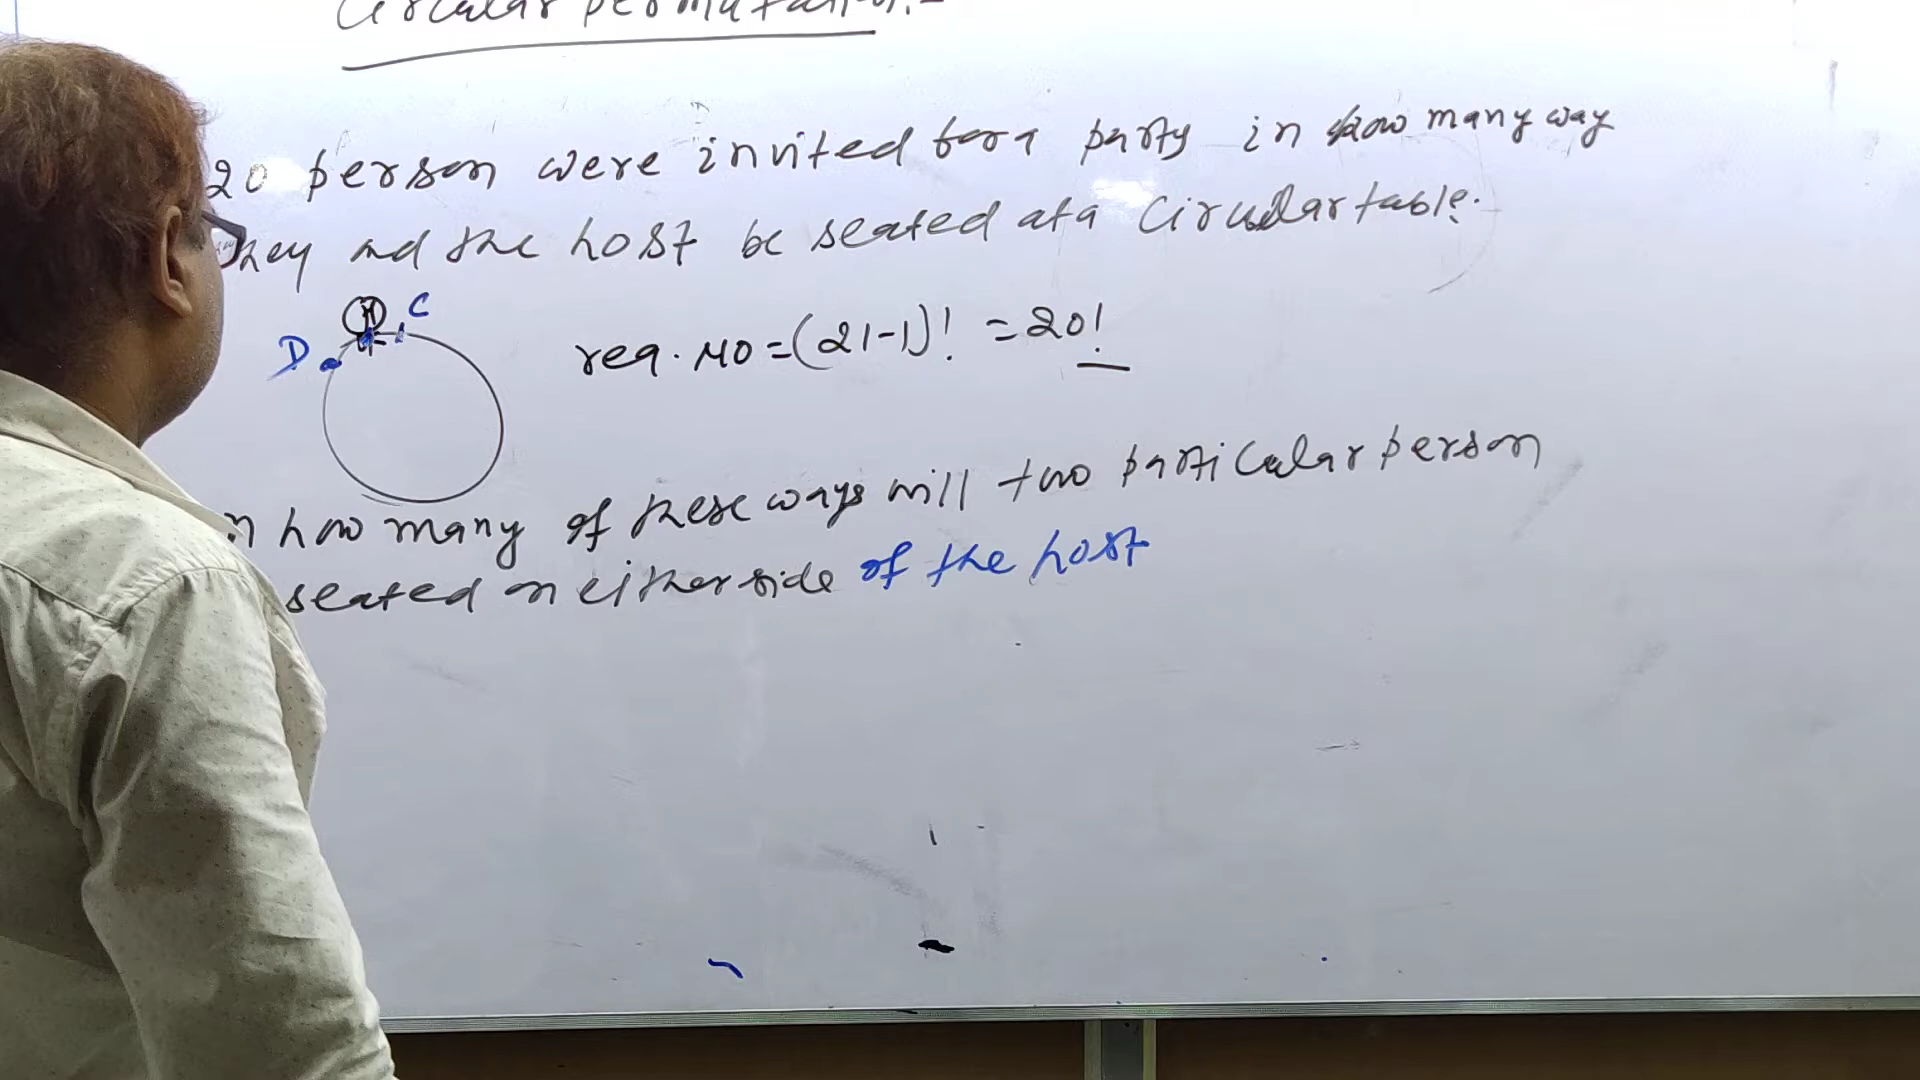 Circular permutation:-
20 person were invited for a party in how many way
they and the host be seated at a Circular table.
H C
D
req. NO = (21-1)! = 20!
n how many of these ways will two particular person
seated on either side of the host